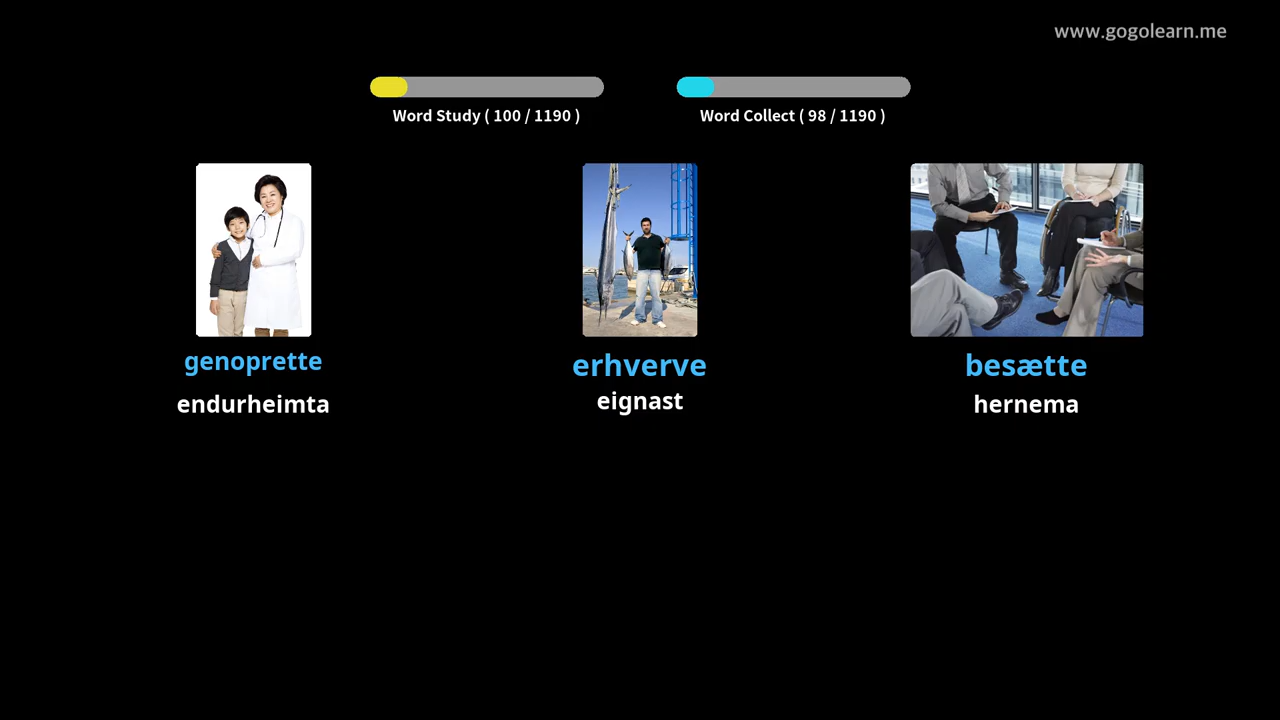 www.gogolearn.me
Word Study ( 100 / 1190 )
Word Collect ( 98 / 1190 )
genoprette
erhverve
besætte
endurheimta
eignast
hernema